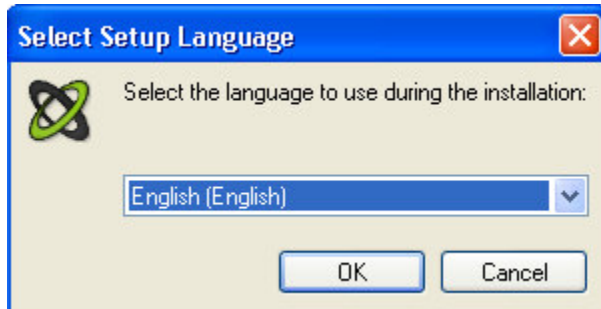 Select Setup Language
Select the language to use during the installation:
English (English)
OK
Cancel